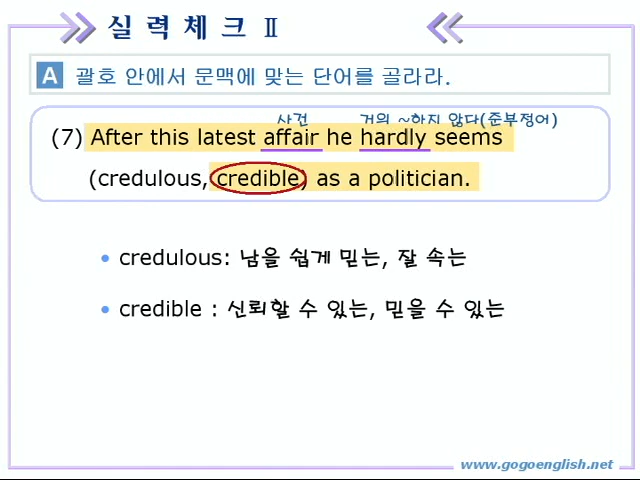 실력체크 Ⅱ
A 괄호 안에서 문맥에 맞는 단어를 골라라.
사건 거의 ~하지 않다(준부정어)
(7) After this latest affair he hardly seems
(credulous, credible) as a politician.
• credulous: 남을 쉽게 믿는, 잘 속는
• credible : 신뢰할 수 있는, 믿을 수 있는
www.gogoenglish.net